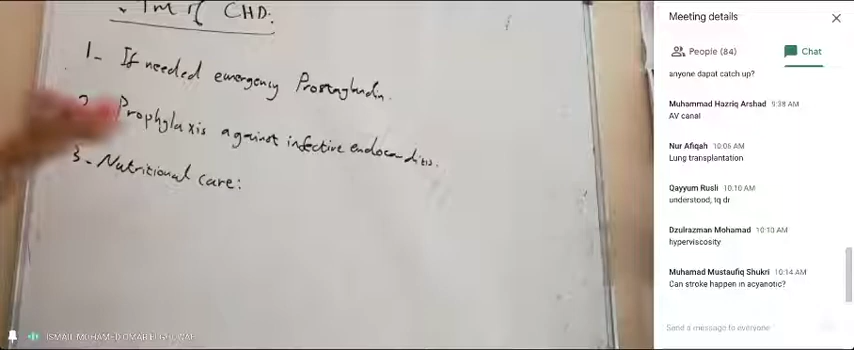 . Tm of CHD:
1- If needed emergency Prostaglandin.
2- Prophylaxis against infective endocarditis.
3- Nutritional care:
ISMAIL MOHAMED OMAR
Meeting details
People (84)
Chat
anyone dapat catch up?
Muhammad Hazriq Arshad 9:38 AM
AV canal
Nur Afiqah 10:06 AM
Lung transplantation
Qayyum Rusli 10:10 AM
understood, tq dr
Dzulrazman Mohamad 10:10 AM
hyperviscosity
Muhamad Mustaufiq Shukri 10:14 AM
Can stroke happen in acyanotic?
Send a message to everyone